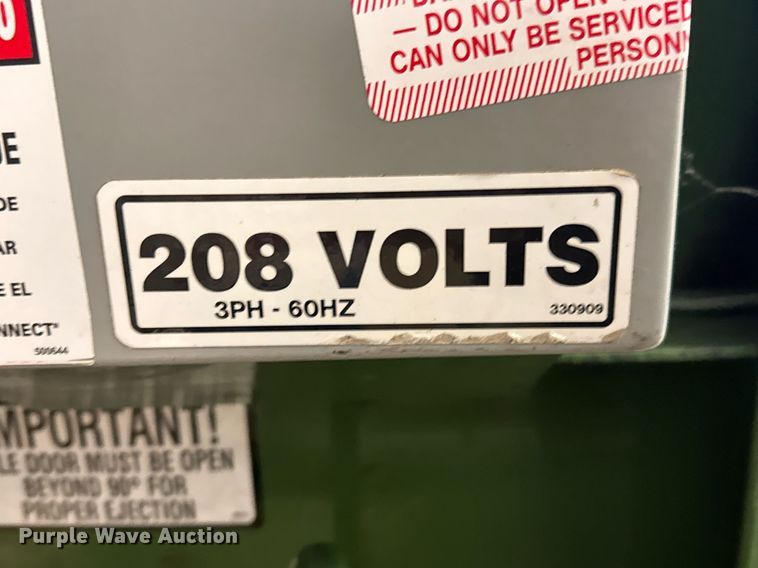 — DO NOT OPEN
CAN ONLY BE SERVICED
DE
AR
E EL
NNECT"
500644
208 VOLTS
3PH - 60HZ
330909
MPORTANT!
LE DOOR MUST BE OPEN
BEYOND 90° FOR
PROPER EJECTION
Purple Wave Auction